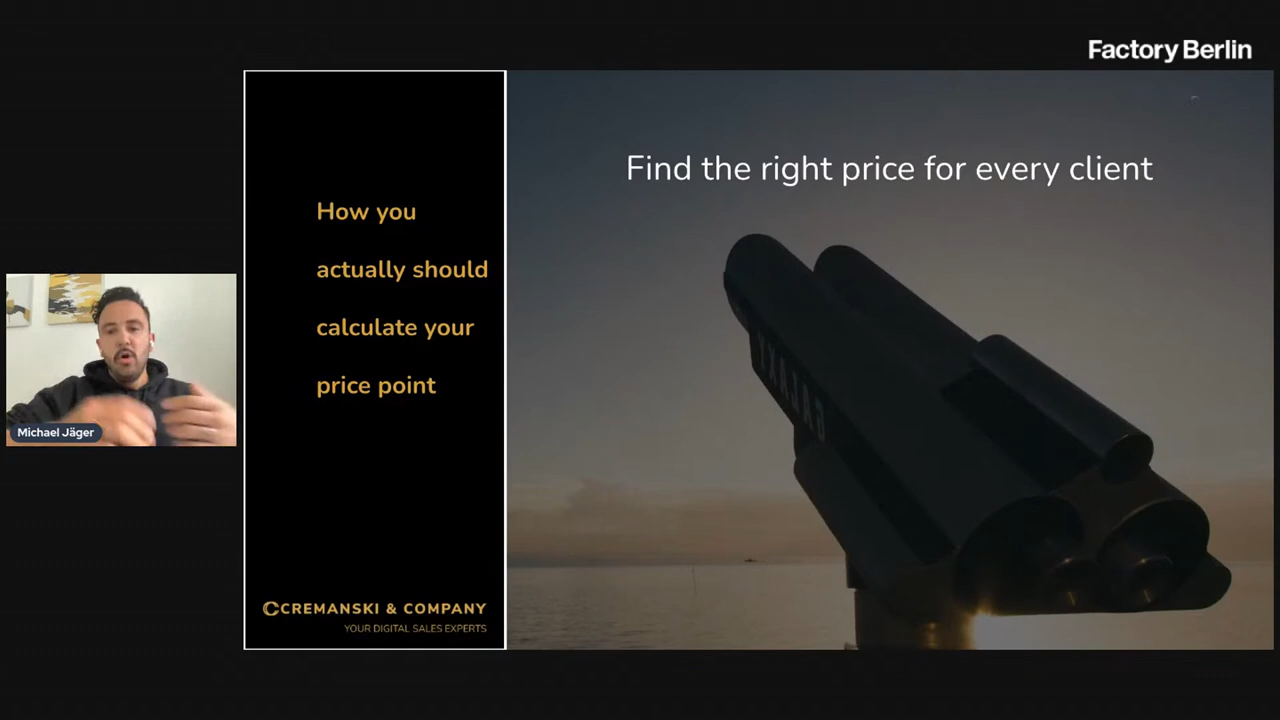 Factory Berlin
Find the right price for every client
How you
actually should
calculate your
price point
GALAXY
Michael Jäger
CREMANSKI & COMPANY
YOUR DIGITAL SALES EXPERTS